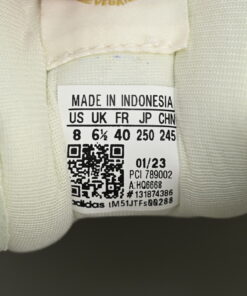 VEGAN
MADE IN INDONESIA
US UK FR JP CHN
8 6½ 40 250 245
01/23
PCI 789002
A:HQ6668
#131874386
adidas iM51JTFs00288